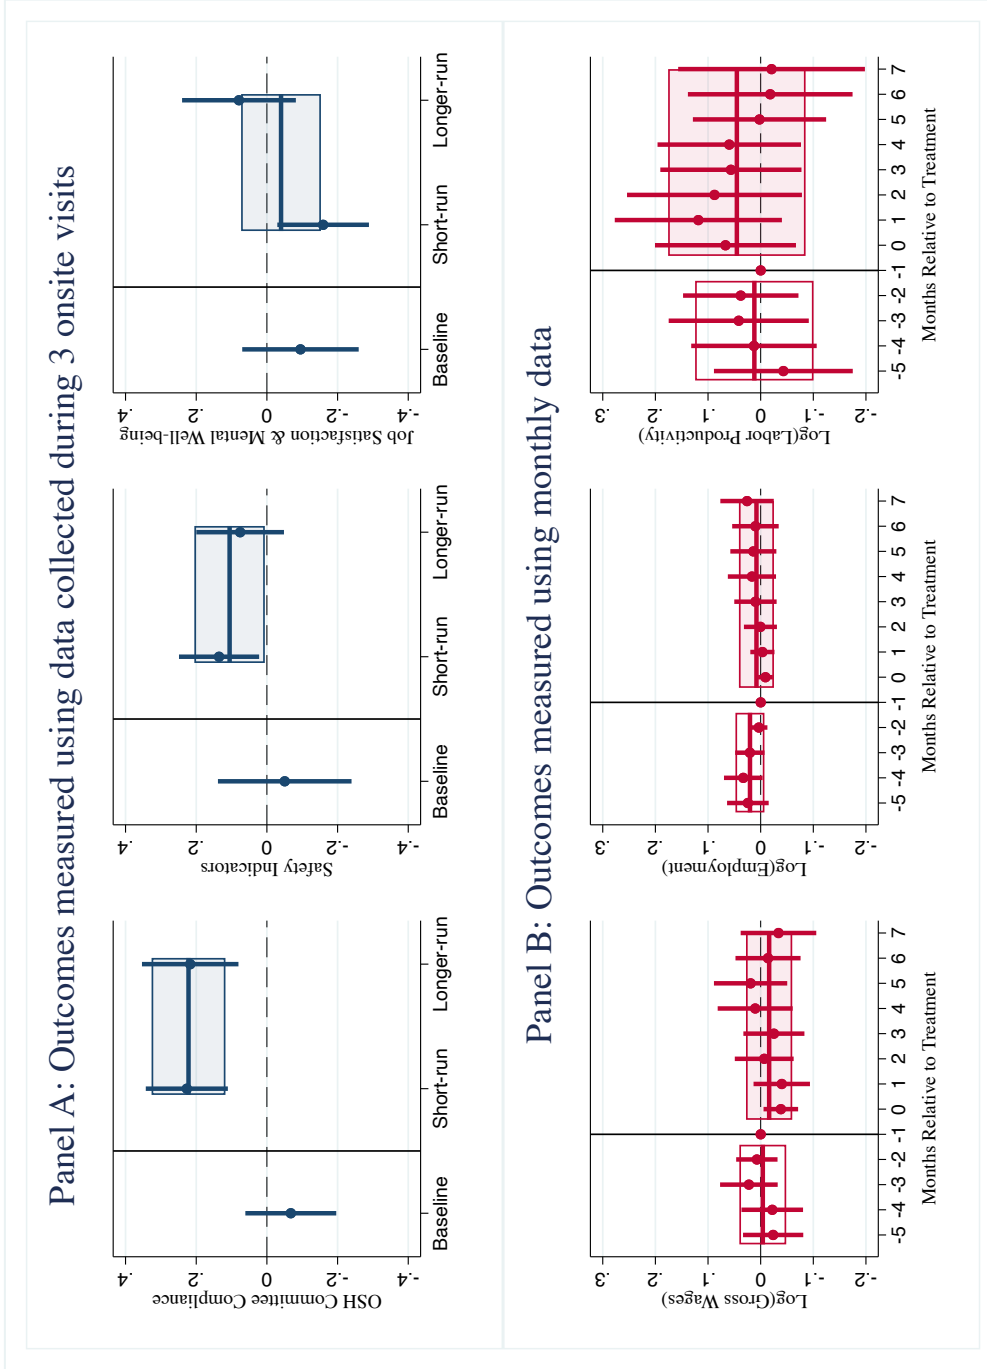 Panel A: Outcomes measured using data collected during 3 onsite visits
OSH Committee Compliance
.4
.2
0
-.2
-.4
Baseline Short-run Longer-run
Safety Indicators
.4
.2
0
-.2
-.4
Baseline Short-run Longer-run
Job Satisfaction & Mental Well-being
.4
.2
0
-.2
-.4
Baseline Short-run Longer-run
Panel B: Outcomes measured using monthly data
Log(Gross Wages)
.3
.2
.1
0
-.1
-.2
-5 -4 -3 -2 -1 0 1 2 3 4 5 6 7
Months Relative to Treatment
Log(Employment)
.3
.2
.1
0
-.1
-.2
-5 -4 -3 -2 -1 0 1 2 3 4 5 6 7
Months Relative to Treatment
Log(Labor Productivity)
.3
.2
.1
0
-.1
-.2
-5 -4 -3 -2 -1 0 1 2 3 4 5 6 7
Months Relative to Treatment